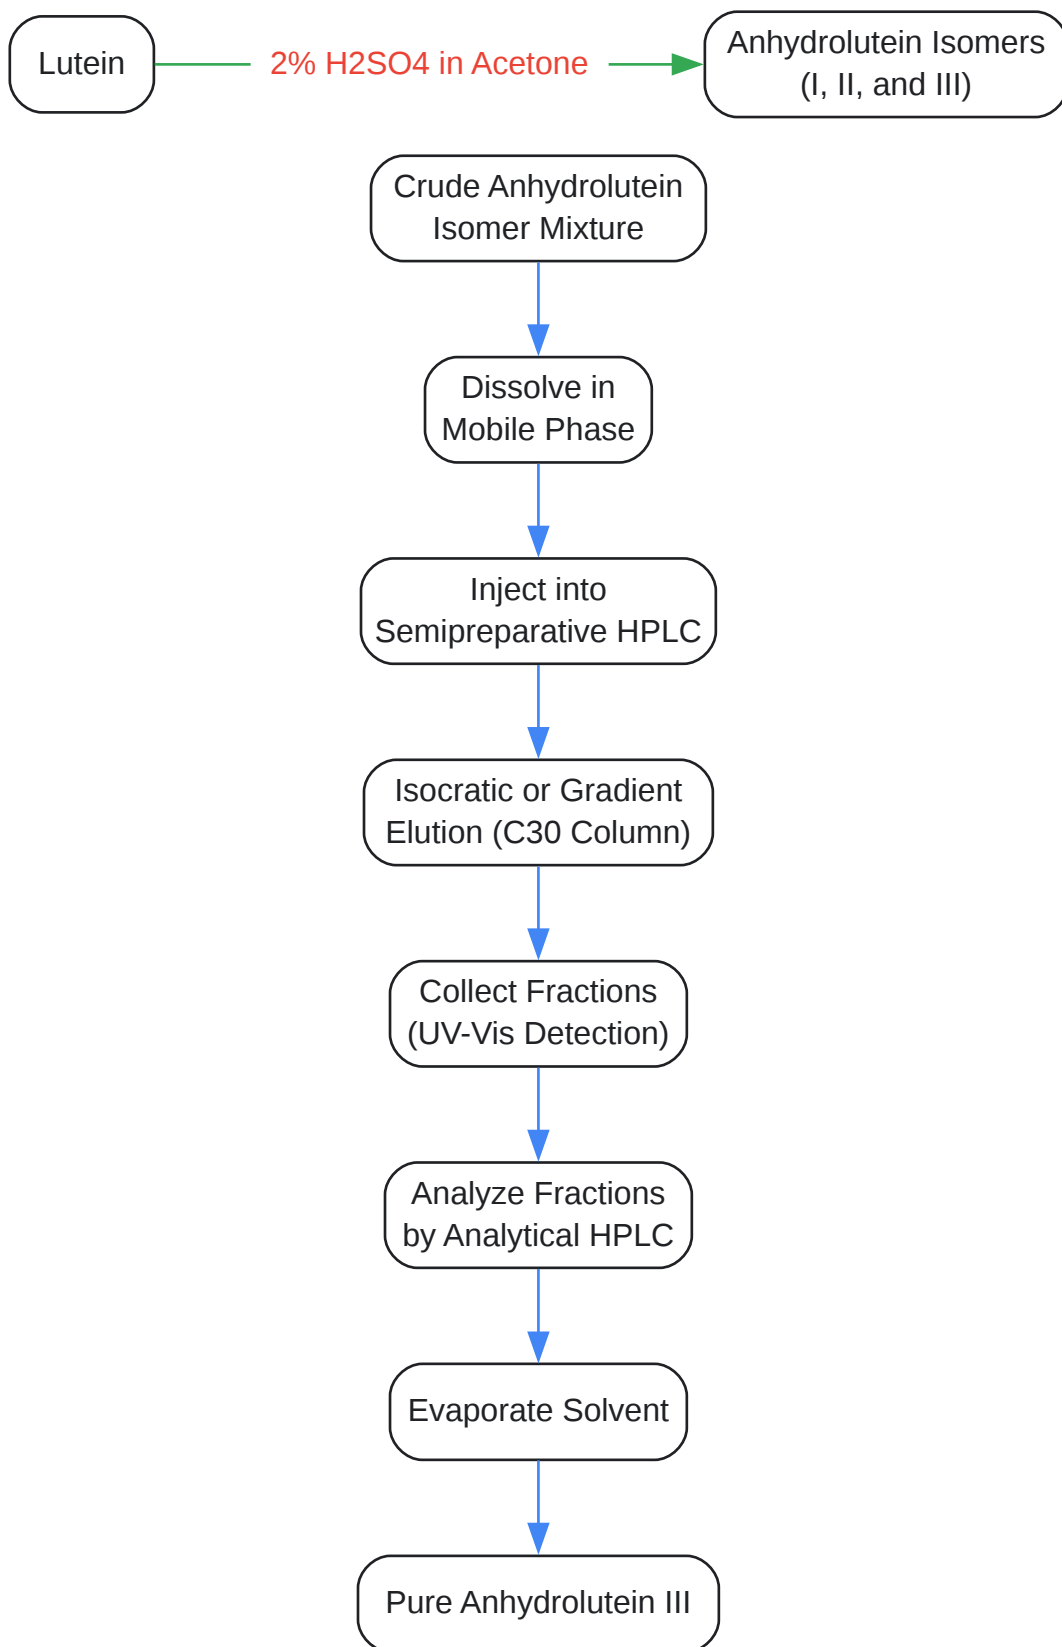 Lutein
2% H2SO4 in Acetone
Anhydrolutein Isomers
(I, II, and III)
Crude Anhydrolutein
Isomer Mixture
Dissolve in
Mobile Phase
Inject into
Semipreparative HPLC
Isocratic or Gradient
Elution (C30 Column)
Collect Fractions
(UV-Vis Detection)
Analyze Fractions
by Analytical HPLC
Evaporate Solvent
Pure Anhydrolutein III